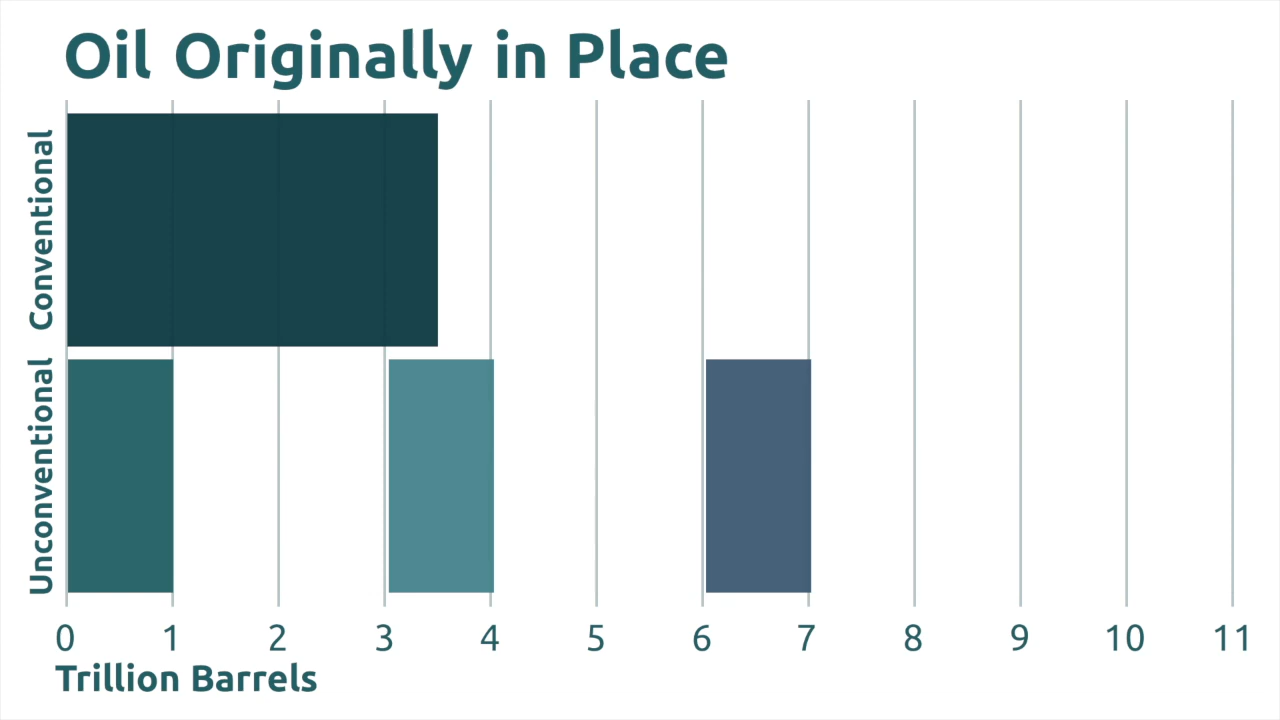 Oil Originally in Place
Conventional
Unconventional
0 1 2 3 4 5 6 7 8 9 10 11
Trillion Barrels